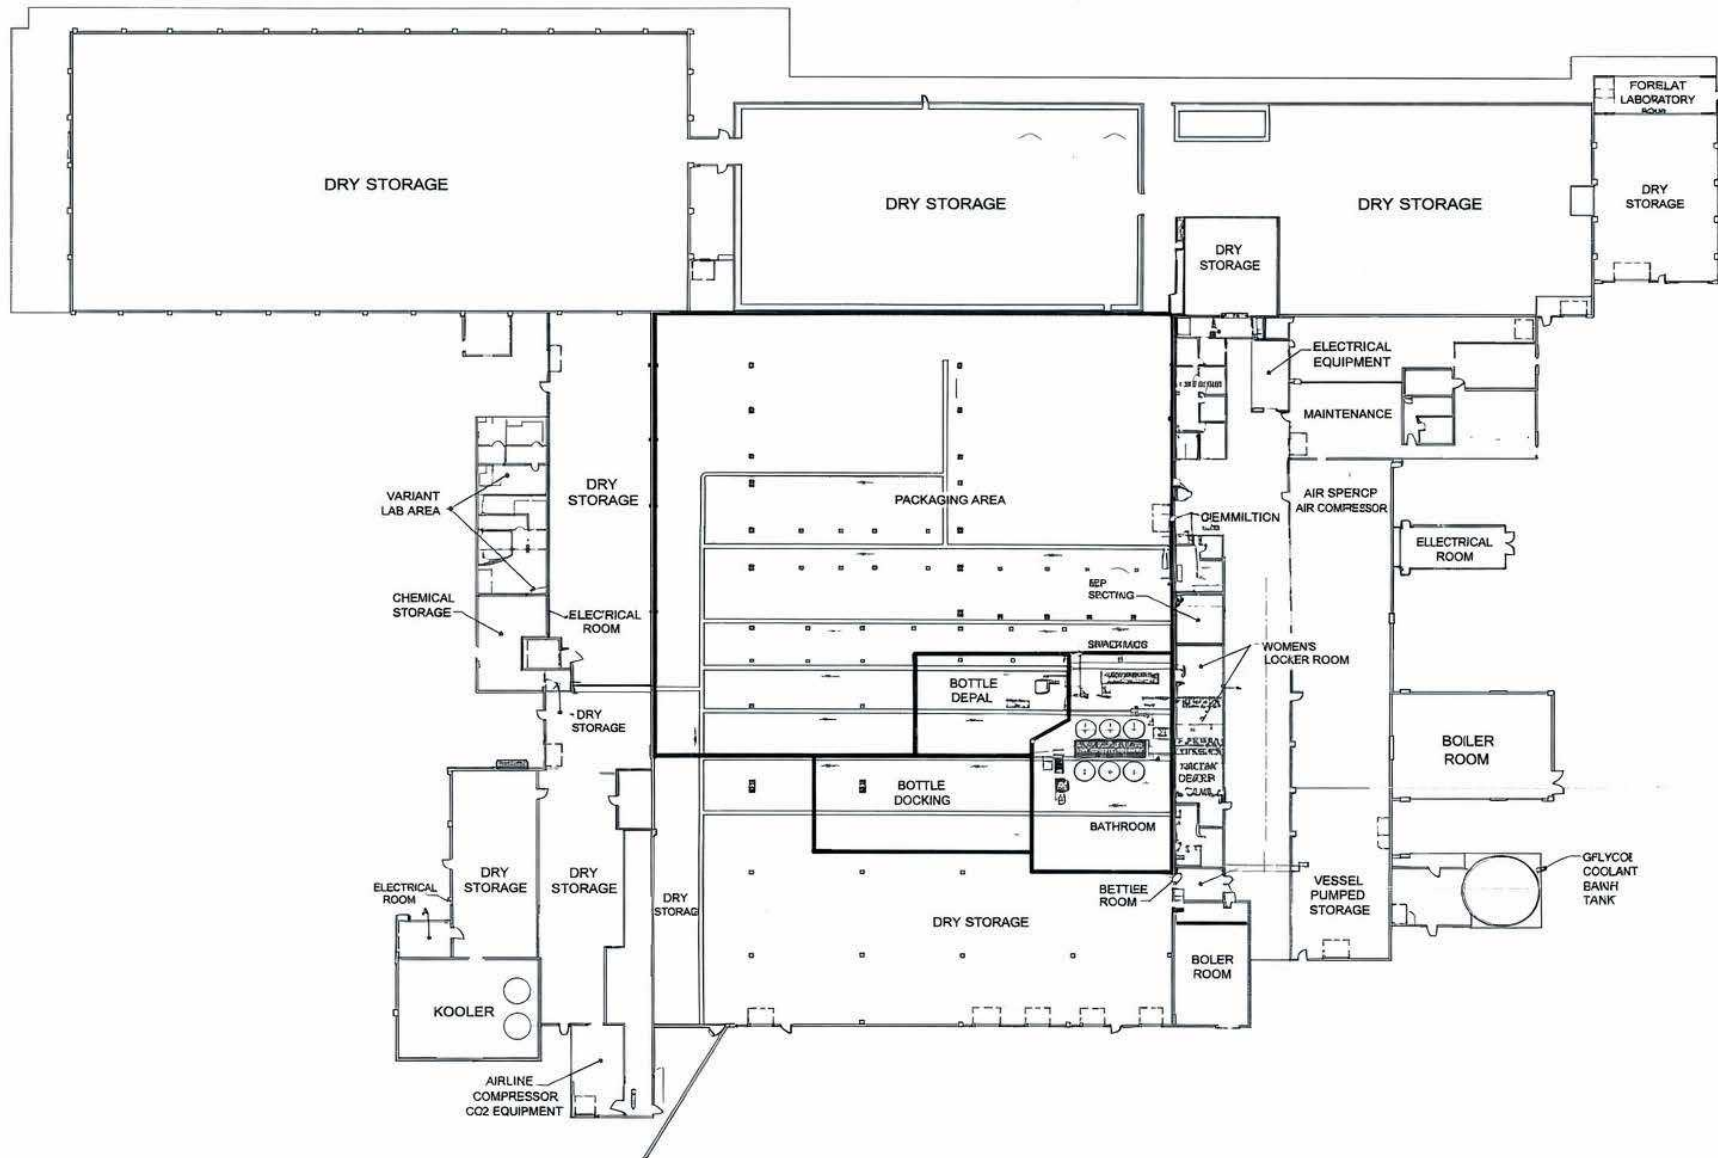 FORELAT
LABORATORY
DRY STORAGE
DRY STORAGE
DRY STORAGE
DRY
STORAGE
DRY
STORAGE
ELECTRICAL
EQUIPMENT
MAINTENANCE
VARIANT
LAB AREA
DRY
STORAGE
PACKAGING AREA
AIR SPERCP
AIR COMPRESSOR
CIEMMILTION
ELLECTRICAL
ROOM
CHEMICAL
STORAGE
ELECTRICAL
ROOM
SECTING
WOMEN'S
LOCKER ROOM
BOTTLE
DEPAL
DRY
STORAGE
BOILER
ROOM
BOTTLE
DOCKING
BATHROOM
DRY
STORAGE
DRY
STORAGE
ELECTRICAL
ROOM
DRY
STORAG
DRY STORAGE
BETTIEE
ROOM
VESSEL
PUMPED
STORAGE
GFLYCOE
COOLANT
BANH
TANK
BOLER
ROOM
KOOLER
AIRLINE
COMPRESSOR
CO2 EQUIPMENT